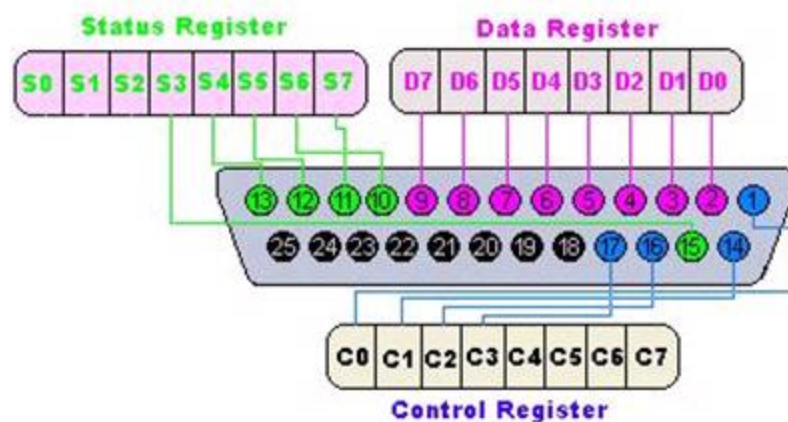 Status Register
Data Register
S0 S1 S2 S3 S4 S5 S6 S7
D7 D6 D5 D4 D3 D2 D1 D0
13 12 11 10 9 8 7 6 5 4 3 2 1
25 24 23 22 21 20 19 18 17 16 15 14
C0 C1 C2 C3 C4 C5 C6 C7
Control Register